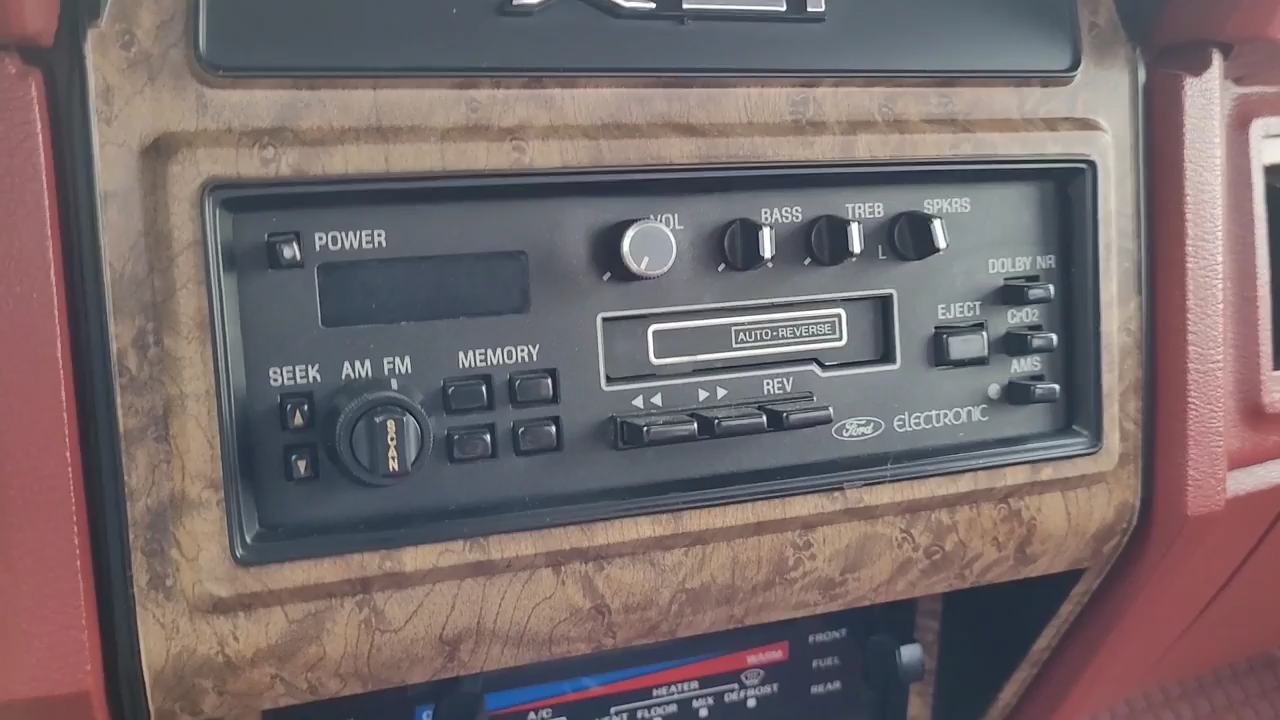 XLT
POWER
VOL
BASS
TREB
SPKRS
L
DOLBY NR
AUTO-REVERSE
EJECT
CrO2
SEEK
AM FM
MEMORY
AMS
SCAN
REV
Ford ELECTRONIC
WARM
FRONT
FUEL
REAR
HEATER
A/C
FLOOR
MIX
DEFROST